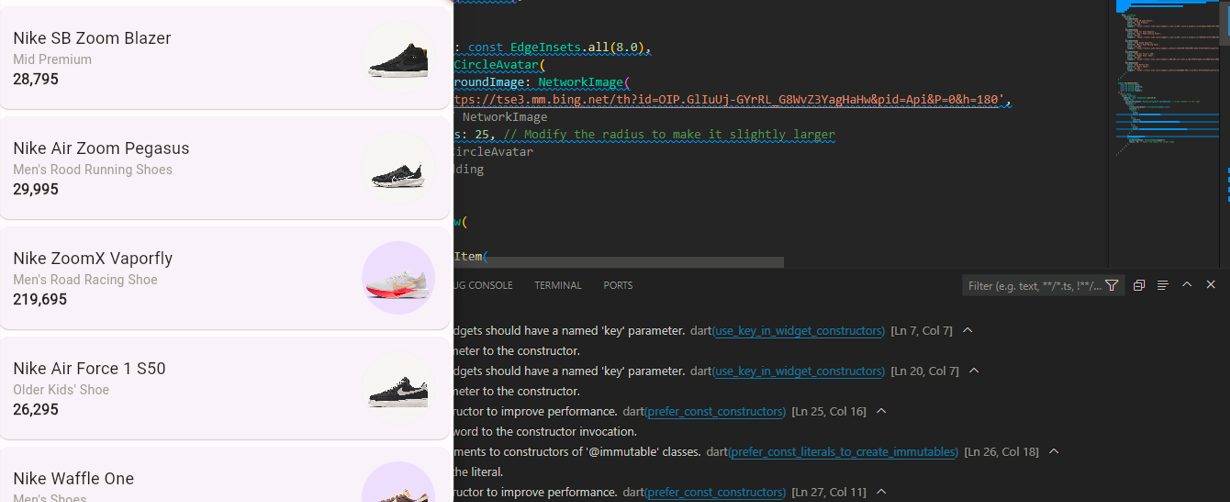 Nike SB Zoom Blazer
Mid Premium
28,795
Nike Air Zoom Pegasus
Men's Rood Running Shoes
29,995
Nike ZoomX Vaporfly
Men's Road Racing Shoe
219,695
Nike Air Force 1 S50
Older Kids' Shoe
26,295
Nike Waffle One
Men's Shoes
: const EdgeInsets.all(8.0),
CircleAvatar(
roundImage: NetworkImage(
tps://tse3.mm.bing.net/th?id=OIP.GlIuUj-GYrRL_G8WvZ3YagHaHw&pid=Api&P=0&h=180',
NetworkImage
s: 25, // Modify the radius to make it slightly larger
CircleAvatar
ding
w(
Item(
UG CONSOLE TERMINAL PORTS
Filter (e.g. text, **/*.ts, !**/...
dgets should have a named 'key' parameter. dart(use_key_in_widget_constructors) [Ln 7, Col 7]
meter to the constructor.
dgets should have a named 'key' parameter. dart(use_key_in_widget_constructors) [Ln 20, Col 7]
meter to the constructor.
ructor to improve performance. dart(prefer_const_constructors) [Ln 25, Col 16]
word to the constructor invocation.
ments to constructors of '@immutable' classes. dart(prefer_const_literals_to_create_immutables) [Ln 26, Col 18]
the literal.
ructor to improve performance. dart(prefer_const_constructors) [Ln 27, Col 11]